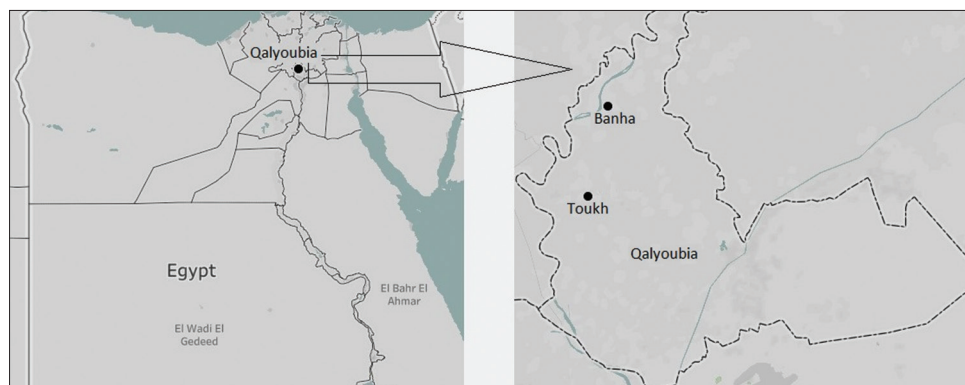 Qalyoubia
Egypt
El Bahr El
Ahmar
El Wadi El
Gedeed
Banha
Toukh
Qalyoubia